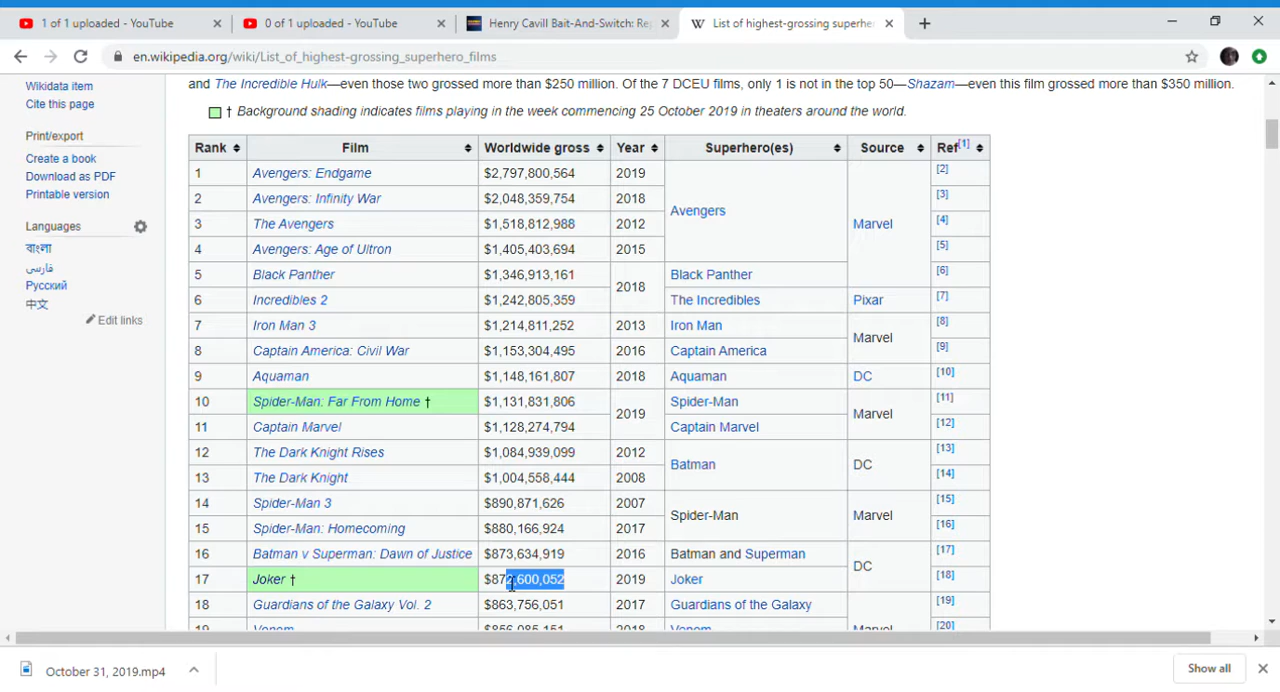 1 of 1 uploaded - YouTube
0 of 1 uploaded - YouTube
Henry Cavill Bait-And-Switch: Re
List of highest-grossing superhe
en.wikipedia.org/wiki/List_of_highest-grossing_superhero_films
Wikidata item
Cite this page
Print/export
Create a book
Download as PDF
Printable version
Languages
বাংলা
فارسی
Русский
中文
Edit links
and The Incredible Hulk—even those two grossed more than $250 million. Of the 7 DCEU films, only 1 is not in the top 50—Shazam—even this film grossed more than $350 million.
† Background shading indicates films playing in the week commencing 25 October 2019 in theaters around the world.
Rank Film Worldwide gross Year Superhero(es) Source Ref[1]
1 Avengers: Endgame $2,797,800,564 2019 Avengers Marvel [2]
2 Avengers: Infinity War $2,048,359,754 2018 [3]
3 The Avengers $1,518,812,988 2012 [4]
4 Avengers: Age of Ultron $1,405,403,694 2015 [5]
5 Black Panther $1,346,913,161 2018 Black Panther [6]
6 Incredibles 2 $1,242,805,359 The Incredibles Pixar [7]
7 Iron Man 3 $1,214,811,252 2013 Iron Man Marvel [8]
8 Captain America: Civil War $1,153,304,495 2016 Captain America [9]
9 Aquaman $1,148,161,807 2018 Aquaman DC [10]
10 Spider-Man: Far From Home † $1,131,831,806 2019 Spider-Man Marvel [11]
11 Captain Marvel $1,128,274,794 Captain Marvel [12]
12 The Dark Knight Rises $1,084,939,099 2012 Batman DC [13]
13 The Dark Knight $1,004,558,444 2008 [14]
14 Spider-Man 3 $890,871,626 2007 Spider-Man Marvel [15]
15 Spider-Man: Homecoming $880,166,924 2017 [16]
16 Batman v Superman: Dawn of Justice $873,634,919 2016 Batman and Superman DC [17]
17 Joker † $872,600,052 2019 Joker [18]
18 Guardians of the Galaxy Vol. 2 $863,756,051 2017 Guardians of the Galaxy Marvel [19]
19 Venom $856,085,151 2018 Venom [20]
October 31, 2019.mp4
Show all